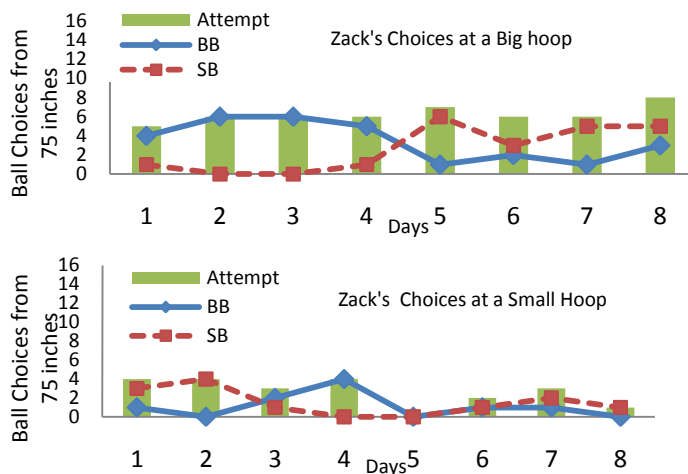 Zack's Choices at a Big hoop
Attempt
BB
SB
Ball Choices from
75 inches
16
14
12
10
8
6
4
2
0
1 2 3 4 5 6 7 8
Days
Zack's Choices at a Small Hoop
Attempt
BB
SB
Ball Choices from
75 inches
16
14
12
10
8
6
4
2
0
1 2 3 4 5 6 7 8
Days